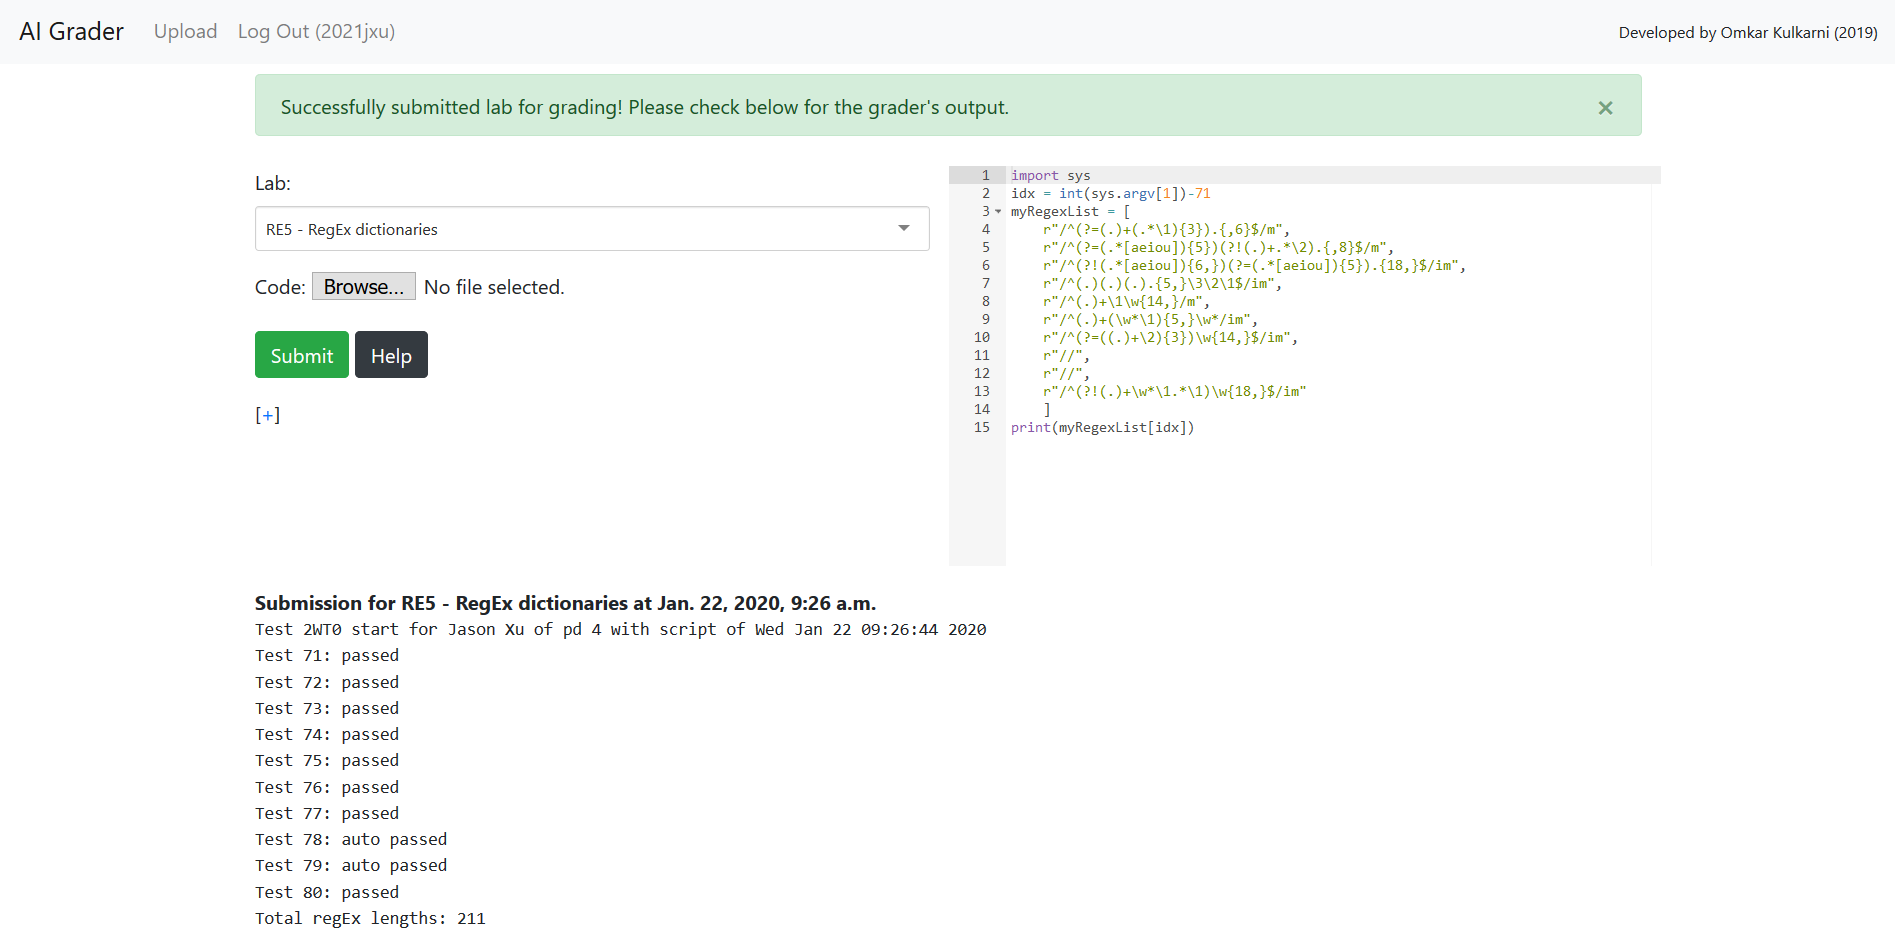 AI Grader Upload Log Out (2021jxu) Developed by Omkar Kulkarni (2019)
Successfully submitted lab for grading! Please check below for the grader's output. ×
Lab:
RE5 - RegEx dictionaries
Code: Browse... No file selected.
Submit Help
[+]
1 import sys
2 idx = int(sys.argv[1])-71
3 myRegexList = [
4 r"/^(?=(.)+(.*\1){3}).{,6}$/m",
5 r"/^(?=(.*[aeiou]){5})(?!(.)+.*\2).{,8}$/m",
6 r"/^(?!(.*[aeiou]){6,})(?=(.*[aeiou]){5}).{18,}$/im",
7 r"/^(.)(.)(.).{5,}\3\2\1$/im",
8 r"/^(.)+\1\w{14,}/m",
9 r"/^(.)+(\w*\1){5,}\w*/im",
10 r"/^(?=((.)+\2){3})\w{14,}$/im",
11 r"//",
12 r"//",
13 r"/^(?!(.)+\w*\1.*\1)\w{18,}$/im"
14 ]
15 print(myRegexList[idx])
Submission for RE5 - RegEx dictionaries at Jan. 22, 2020, 9:26 a.m.
Test 2WT0 start for Jason Xu of pd 4 with script of Wed Jan 22 09:26:44 2020
Test 71: passed
Test 72: passed
Test 73: passed
Test 74: passed
Test 75: passed
Test 76: passed
Test 77: passed
Test 78: auto passed
Test 79: auto passed
Test 80: passed
Total regEx lengths: 211